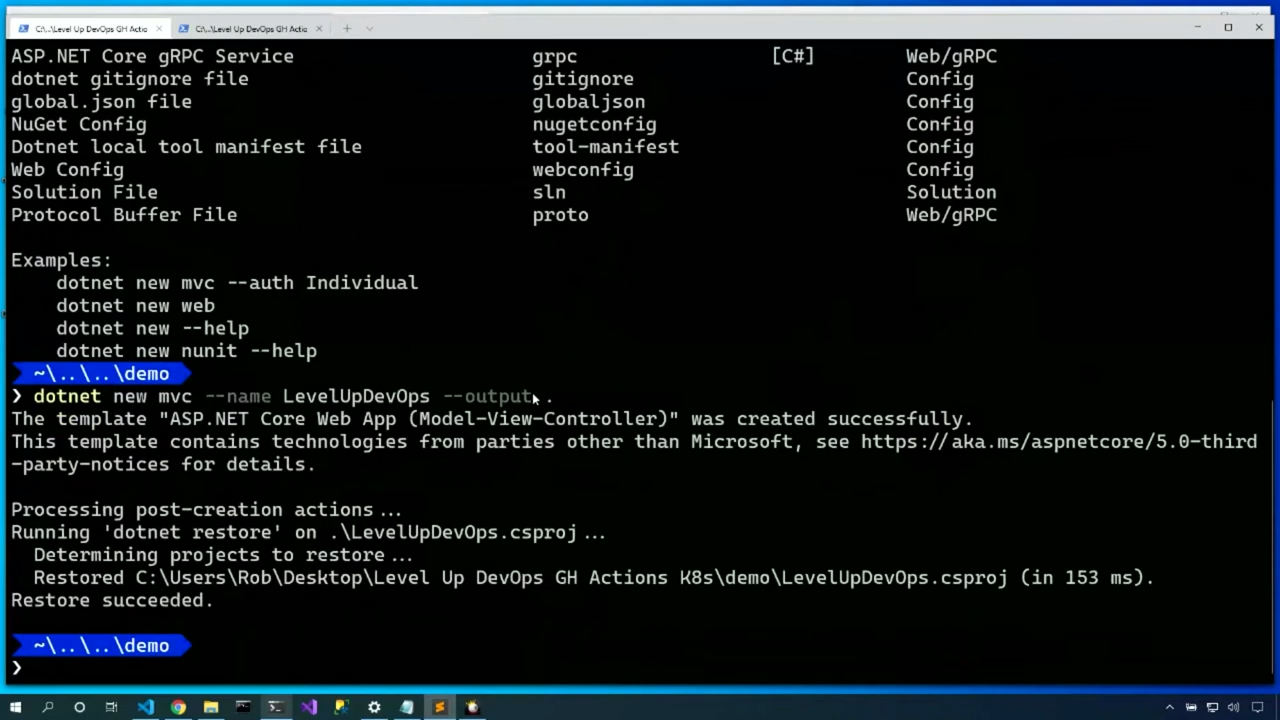 C:\...\Level Up DevOps GH Actio
C:\...\Level Up DevOps GH Actio
ASP.NET Core gRPC Service grpc [C#] Web/gRPC
dotnet gitignore file gitignore Config
global.json file globaljson Config
NuGet Config nugetconfig Config
Dotnet local tool manifest file tool-manifest Config
Web Config webconfig Config
Solution File sln Solution
Protocol Buffer File proto Web/gRPC
Examples:
dotnet new mvc --auth Individual
dotnet new web
dotnet new --help
dotnet new nunit --help
~\..\..\demo
❯ dotnet new mvc --name LevelUpDevOps --output .
The template "ASP.NET Core Web App (Model-View-Controller)" was created successfully.
This template contains technologies from parties other than Microsoft, see https://aka.ms/aspnetcore/5.0-third
-party-notices for details.
Processing post-creation actions...
Running 'dotnet restore' on .\LevelUpDevOps.csproj...
Determining projects to restore...
Restored C:\Users\Rob\Desktop\Level Up DevOps GH Actions K8s\demo\LevelUpDevOps.csproj (in 153 ms).
Restore succeeded.
~\..\..\demo
❯